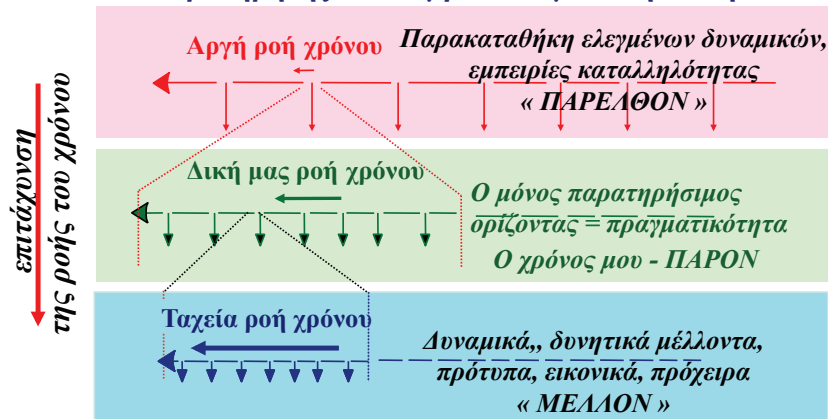 Αργή ροή χρόνου
Παρακαταθήκη ελεγμένων δυναμικών,
εμπειρίες καταλληλότητας
« ΠΑΡΕΛΘΟΝ »
επιτάχυνση
της ροής του χρόνου
Δική μας ροή χρόνου
Ο μόνος παρατηρήσιμος
ορίζοντας = πραγματικότητα
Ο χρόνος μου - ΠΑΡΟΝ
Ταχεία ροή χρόνου
Δυναμικά,, δυνητικά μέλλοντα,
πρότυπα, εικονικά, πρόχειρα
« ΜΕΛΛΟΝ »